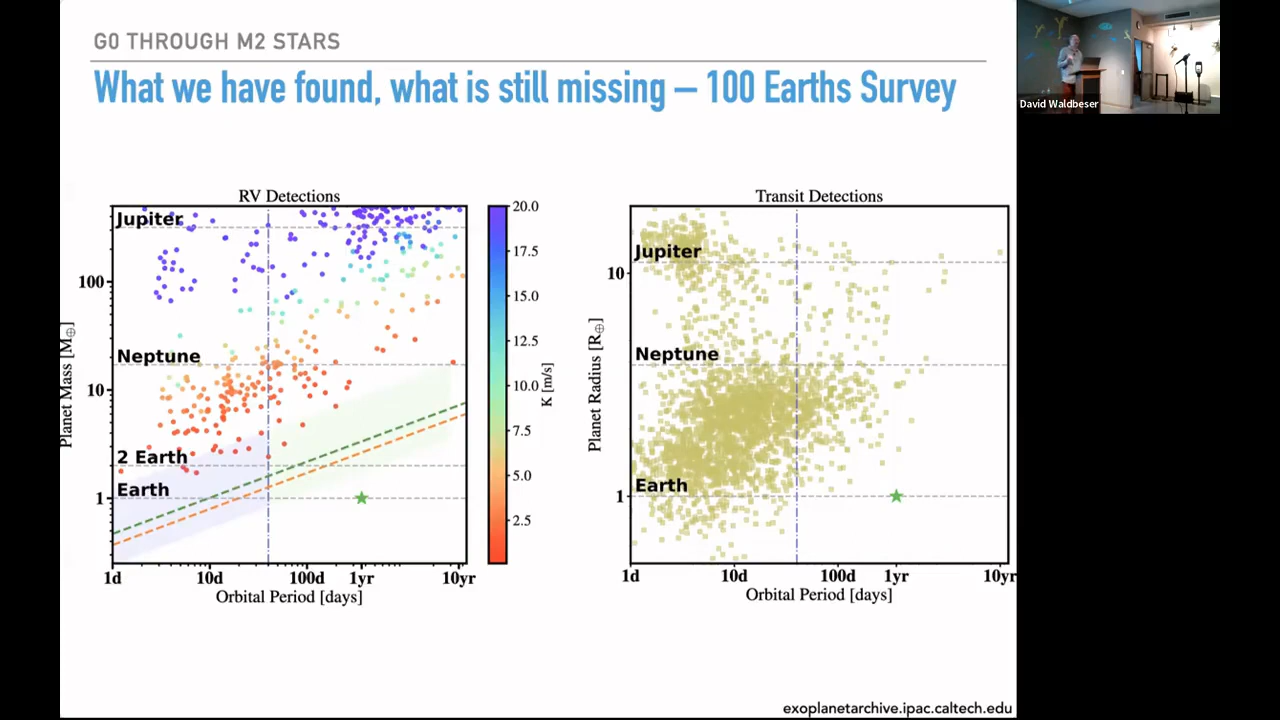 G0 THROUGH M2 STARS
What we have found, what is still missing – 100 Earths Survey
RV Detections
Jupiter
Neptune
2 Earth
Earth
100
10
1
Planet Mass [M⊕]
1d
10d
100d
1yr
10yr
Orbital Period [days]
20.0
17.5
15.0
12.5
10.0
7.5
5.0
2.5
K [m/s]
Transit Detections
Jupiter
Neptune
Earth
10
1
Planet Radius [R⊕]
1d
10d
100d
1yr
10yr
Orbital Period [days]
exoplanetarchive.ipac.caltech.edu
David Waldbeser